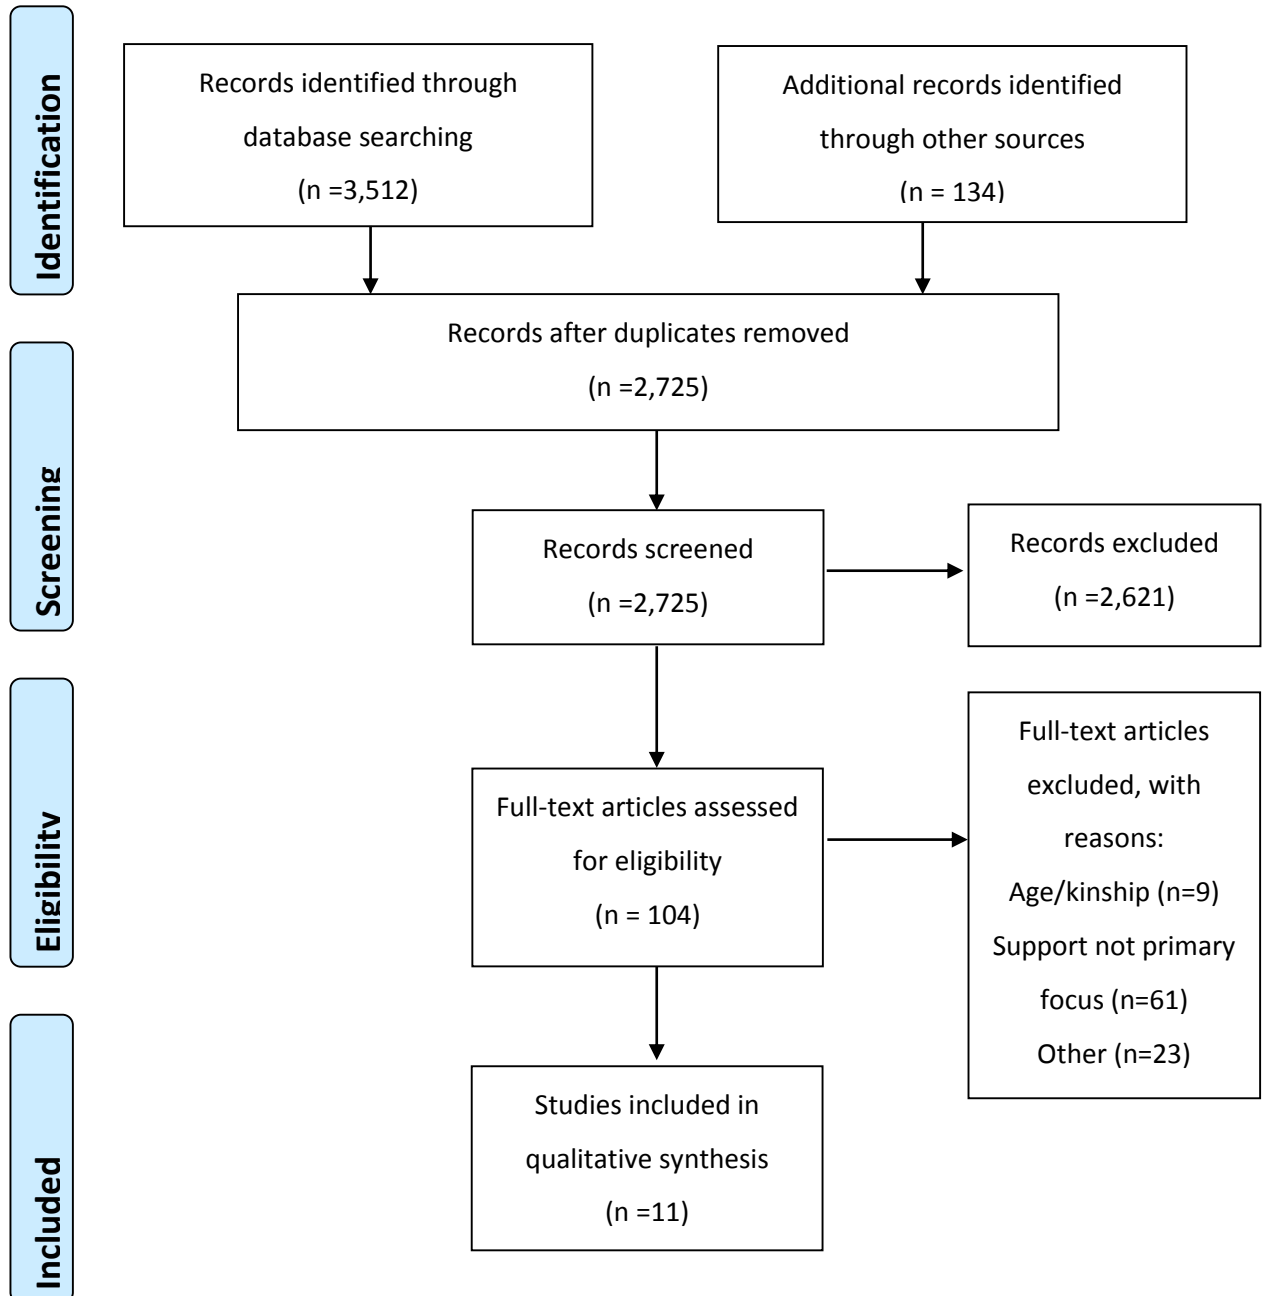 Identification
Records identified through
database searching
(n =3,512)
Additional records identified
through other sources
(n = 134)
Records after duplicates removed
(n =2,725)
Screening
Records screened
(n =2,725)
Records excluded
(n =2,621)
Eligibility
Full-text articles assessed
for eligibility
(n = 104)
Full-text articles
excluded, with
reasons:
Age/kinship (n=9)
Support not primary
focus (n=61)
Other (n=23)
Included
Studies included in
qualitative synthesis
(n =11)